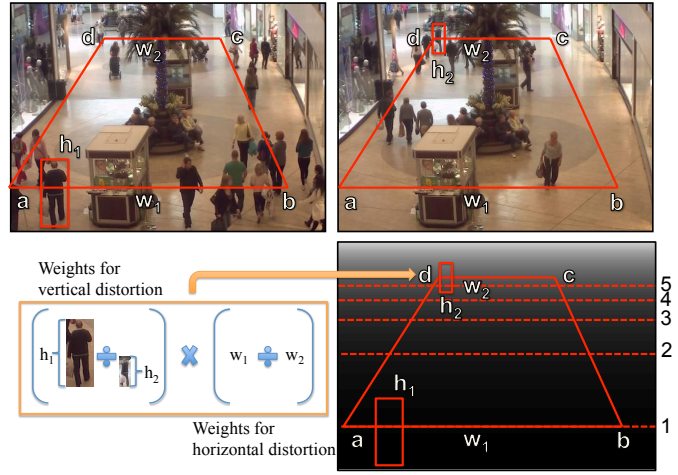 d c
w2
h1
a w1 b
d c
w2
h2
a w1 b
Weights for
vertical distortion
h1 h2 w1 w2
Weights for
horizontal distortion
d c
w2
h2
h1
a w1 b
5
4
3
2
1